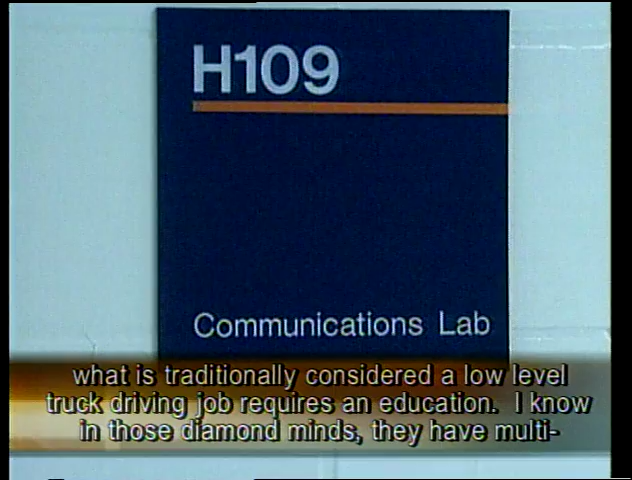 H109
Communications Lab
what is traditionally considered a low level
truck driving job requires an education.  I know
in those diamond minds, they have multi-